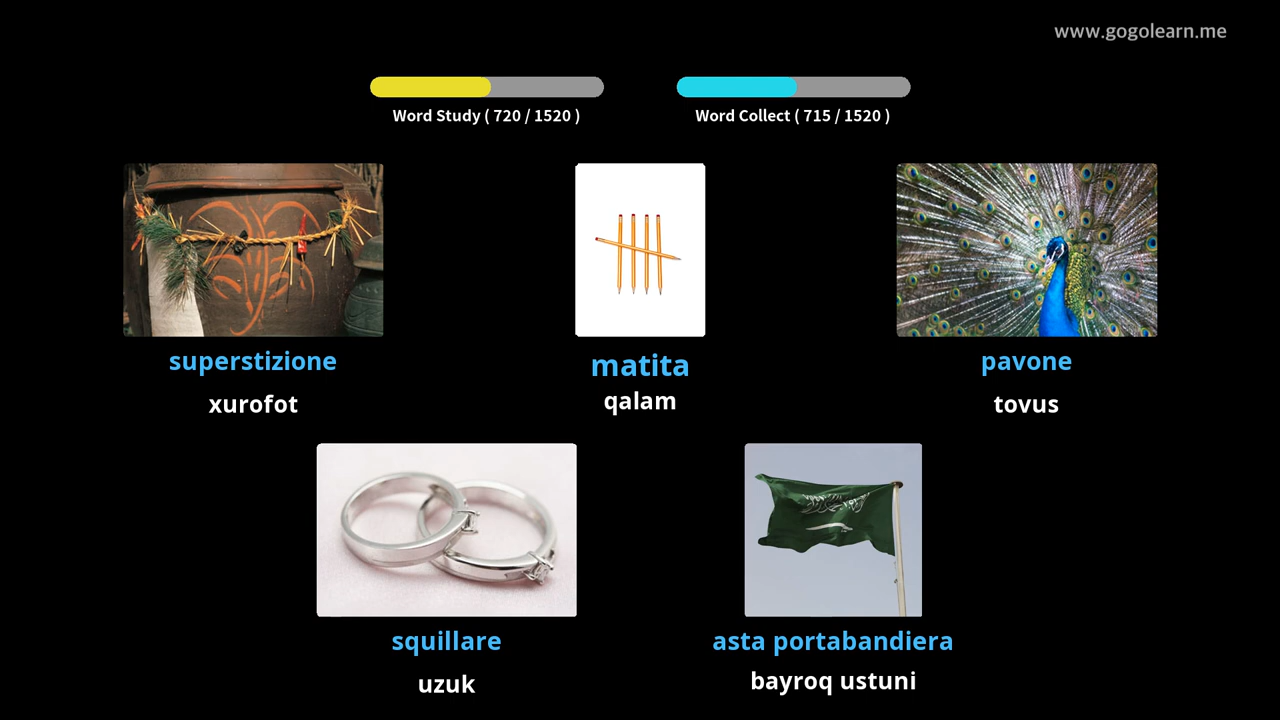 www.gogolearn.me
Word Study ( 720 / 1520 )
Word Collect ( 715 / 1520 )
superstizione
xurofot
matita
qalam
pavone
tovus
squillare
uzuk
asta portabandiera
bayroq ustuni